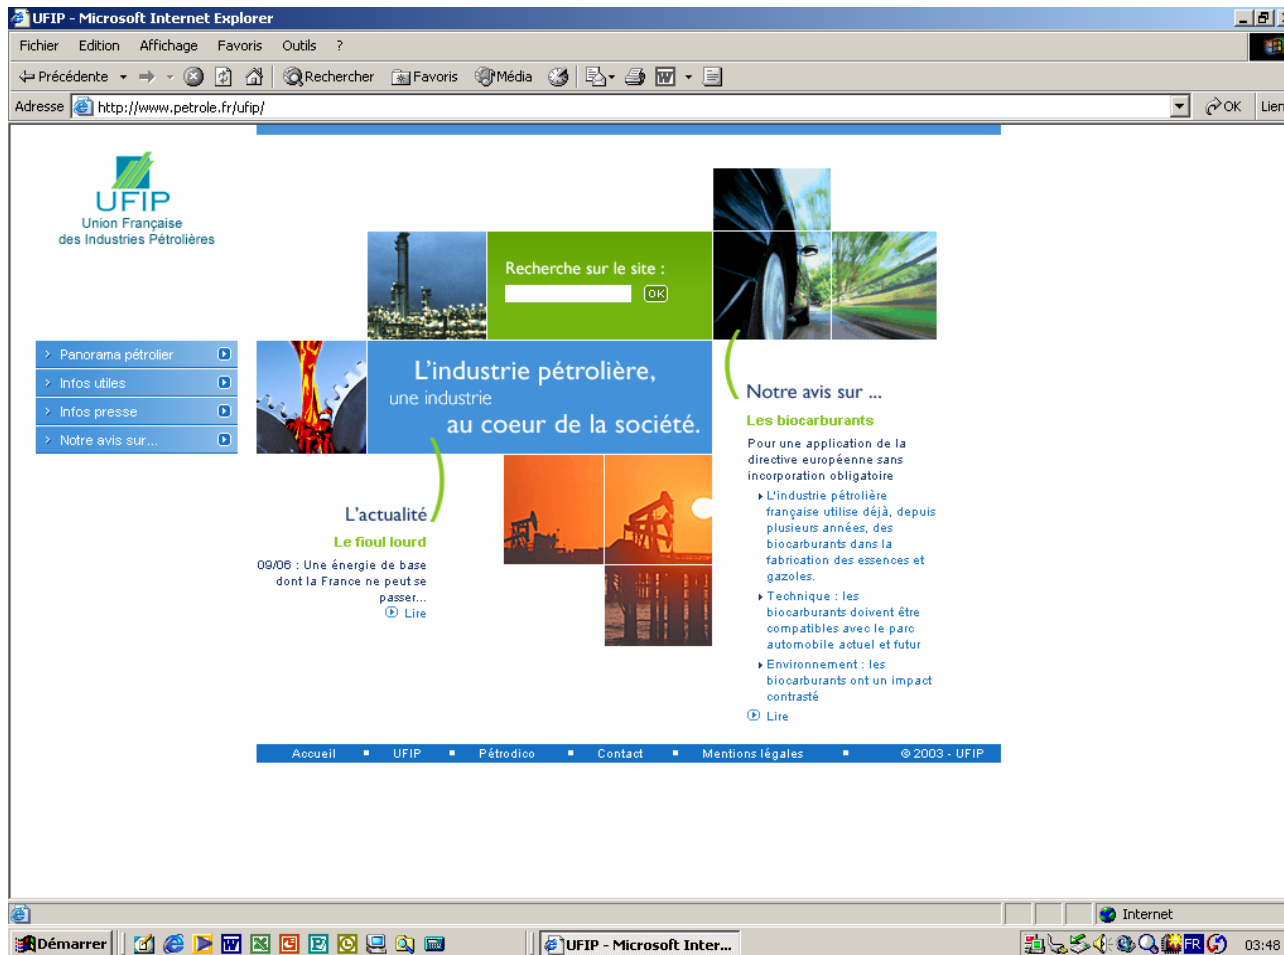 UFIP - Microsoft Internet Explorer
Fichier Edition Affichage Favoris Outils ?
Précédente Rechercher Favoris Média
Adresse http://www.petrole.fr/ufip/ OK Lien
UFIP
Union Française
des Industries Pétrolières
Recherche sur le site :
OK
Panorama pétrolier
Infos utiles
Infos presse
Notre avis sur...
L'industrie pétrolière,
une industrie
au coeur de la société.
L'actualité
Le fioul lourd
09/06 : Une énergie de base
dont la France ne peut se
passer...
Lire
Notre avis sur ...
Les biocarburants
Pour une application de la
directive européenne sans
incorporation obligatoire
L'industrie pétrolière
française utilise déjà, depuis
plusieurs années, des
biocarburants dans la
fabrication des essences et
gazoles.
Technique : les
biocarburants doivent être
compatibles avec le parc
automobile actuel et futur
Environnement : les
biocarburants ont un impact
contrasté
Lire
Accueil UFIP Pétrodico Contact Mentions légales © 2003 - UFIP
Internet
Démarrer UFIP - Microsoft Inter... FR 03:48